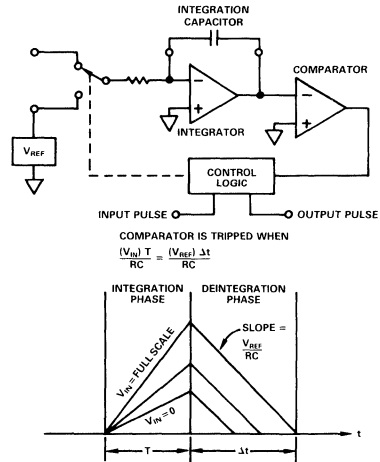 INTEGRATION
CAPACITOR
COMPARATOR
−
+
INTEGRATOR
−
+
V_REF
CONTROL
LOGIC
INPUT PULSE
OUTPUT PULSE
COMPARATOR IS TRIPPED WHEN
(V_IN) T / RC = (V_REF) Δt / RC
INTEGRATION
PHASE
DEINTEGRATION
PHASE
SLOPE =
V_REF / RC
V_IN = FULL SCALE
V_IN = 0
t
T
Δt